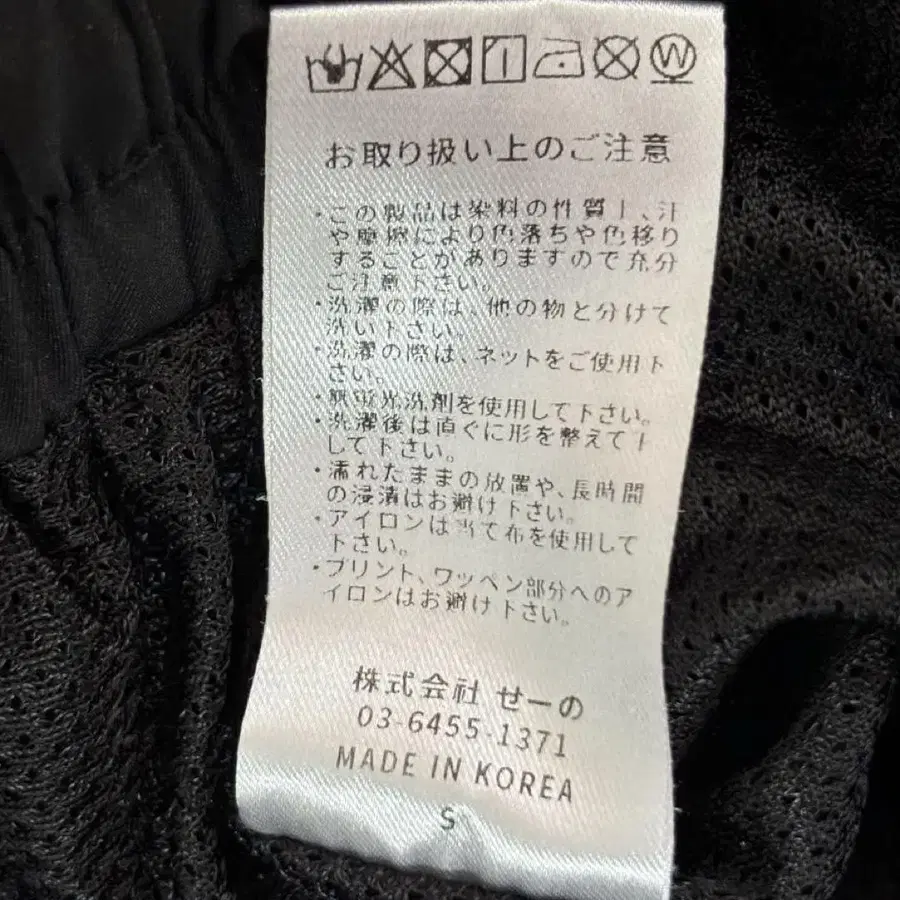 お取り扱い上のご注意
・この製品は染料の性質上、汗
や摩擦により色落ちや色移り
することがありますので充分
ご注意下さい。
・洗濯の際は、他の物と分けて
洗い下さい。
・洗濯の際は、ネットをご使用下
さい。
・無蛍光洗剤を使用して下さい。
・洗濯後は直ぐに形を整えて干
して下さい。
・濡れたままの放置や、長時間
の浸漬はお避け下さい。
・アイロンは当て布を使用して
下さい。
・プリント、ワッペン部分へのア
イロンはお避け下さい。
株式会社 せーの
03-6455-1371
MADE IN KOREA
S